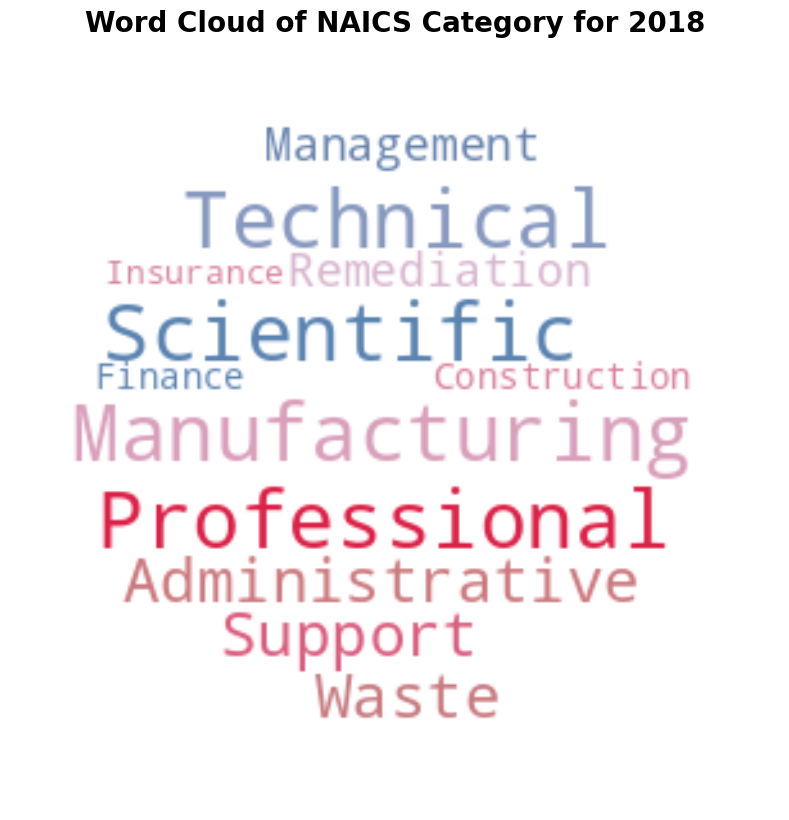 Word Cloud of NAICS Category for 2018
Management
Technical
Insurance Remediation
Scientific
Finance Construction
Manufacturing
Professional
Administrative
Support
Waste